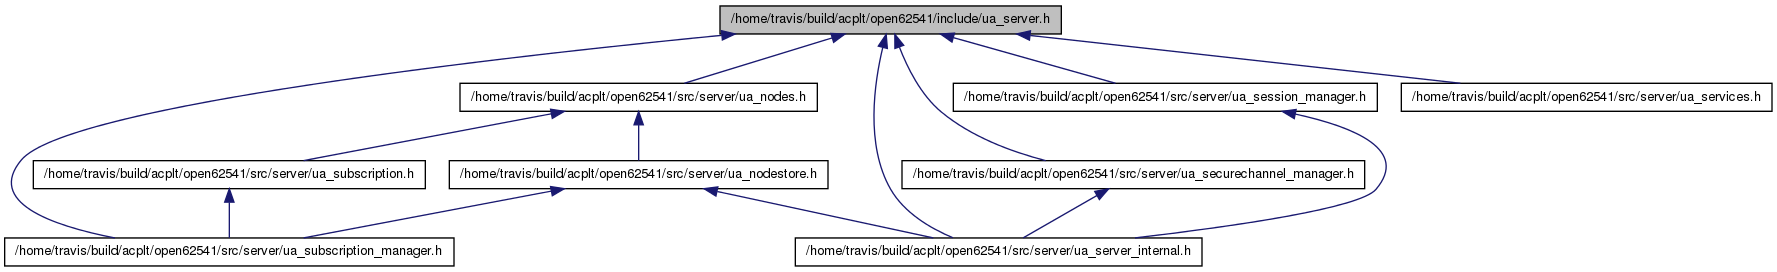 /home/travis/build/acplt/open62541/include/ua_server.h
/home/travis/build/acplt/open62541/src/server/ua_nodes.h
/home/travis/build/acplt/open62541/src/server/ua_session_manager.h
/home/travis/build/acplt/open62541/src/server/ua_services.h
/home/travis/build/acplt/open62541/src/server/ua_subscription.h
/home/travis/build/acplt/open62541/src/server/ua_nodestore.h
/home/travis/build/acplt/open62541/src/server/ua_securechannel_manager.h
/home/travis/build/acplt/open62541/src/server/ua_subscription_manager.h
/home/travis/build/acplt/open62541/src/server/ua_server_internal.h